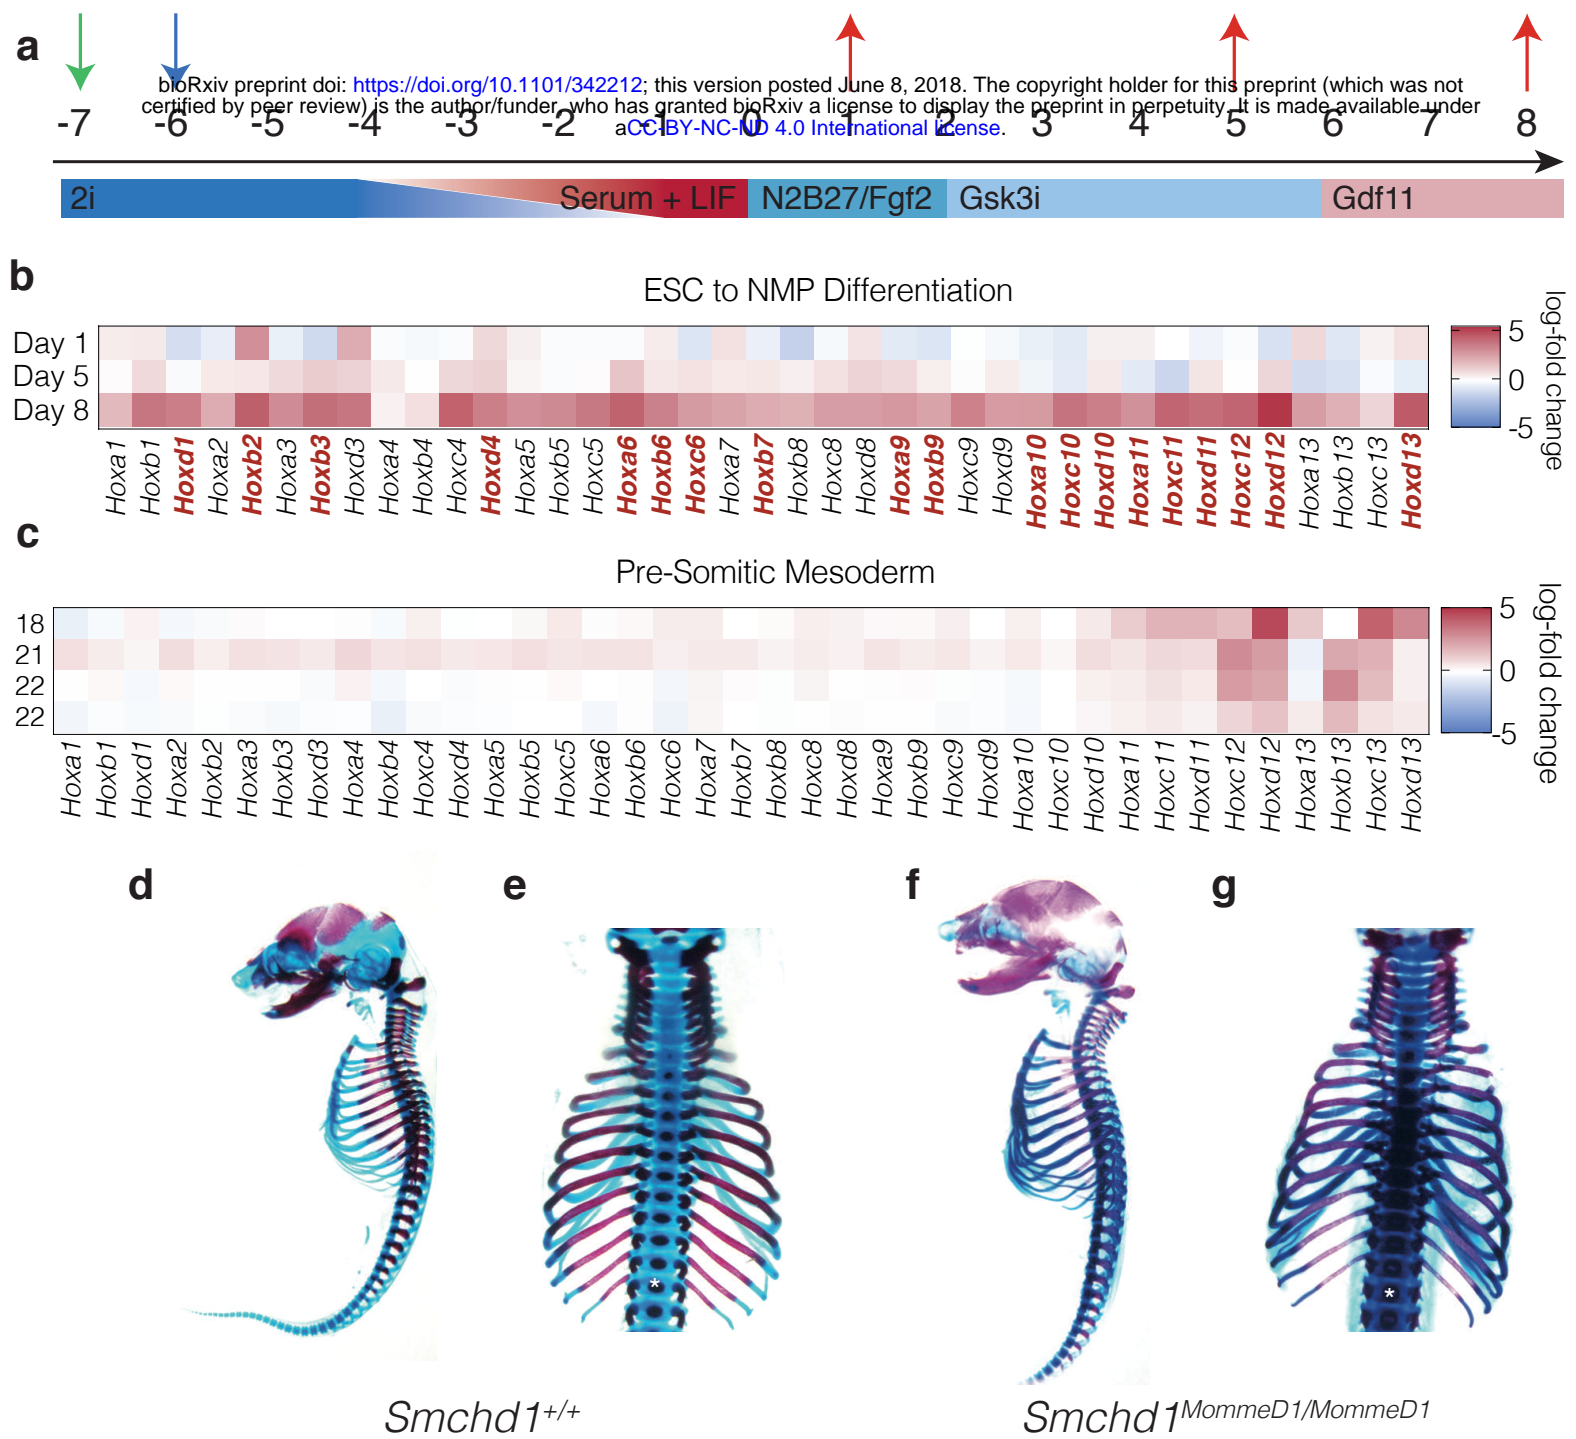 a
bioRxiv preprint doi: https://doi.org/10.1101/342212; this version posted June 8, 2018. The copyright holder for this preprint (which was not
certified by peer review) is the author/funder, who has granted bioRxiv a license to display the preprint in perpetuity. It is made available under
aCC-BY-NC-ND 4.0 International license.
-7 -6 -5 -4 -3 -2 -1 0 1 2 3 4 5 6 7 8
2i Serum + LIF N2B27/Fgf2 Gsk3i Gdf11
b
ESC to NMP Differentiation
Day 1
Day 5
Day 8
5
0
-5
log-fold change
Hoxa1 Hoxb1 Hoxd1 Hoxa2 Hoxb2 Hoxa3 Hoxb3 Hoxd3 Hoxa4 Hoxb4 Hoxc4 Hoxd4 Hoxa5 Hoxb5 Hoxc5 Hoxa6 Hoxb6 Hoxc6 Hoxa7 Hoxb7 Hoxb8 Hoxc8 Hoxd8 Hoxa9 Hoxb9 Hoxc9 Hoxd9 Hoxa10 Hoxc10 Hoxd10 Hoxa11 Hoxc11 Hoxd11 Hoxc12 Hoxd12 Hoxa13 Hoxb13 Hoxc13 Hoxd13
c
Pre-Somitic Mesoderm
18
21
22
22
5
0
-5
log-fold change
Hoxa1 Hoxb1 Hoxd1 Hoxa2 Hoxb2 Hoxa3 Hoxb3 Hoxd3 Hoxa4 Hoxb4 Hoxc4 Hoxd4 Hoxa5 Hoxb5 Hoxc5 Hoxa6 Hoxb6 Hoxc6 Hoxa7 Hoxb7 Hoxb8 Hoxc8 Hoxd8 Hoxa9 Hoxb9 Hoxc9 Hoxd9 Hoxa10 Hoxc10 Hoxd10 Hoxa11 Hoxc11 Hoxd11 Hoxc12 Hoxd12 Hoxa13 Hoxb13 Hoxc13 Hoxd13
d e f g
*
*
Smchd1+/+ Smchd1MommeD1/MommeD1